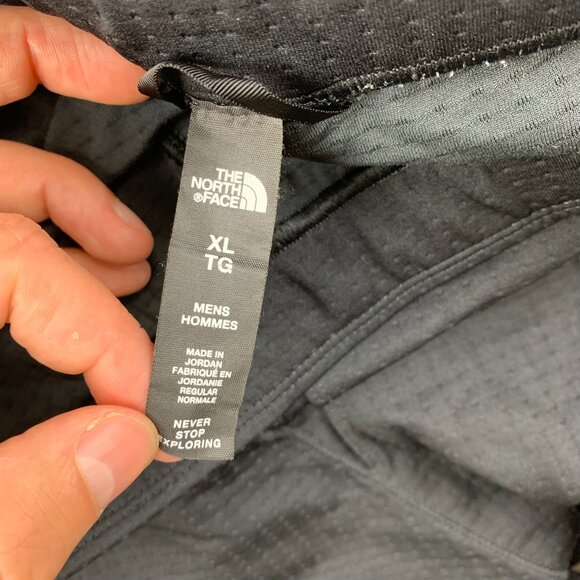 THE
NORTH
®FACE
XL
TG
MENS
HOMMES
MADE IN
JORDAN
FABRIQUÉ EN
JORDANIE
REGULAR
NORMALE
NEVER
STOP
EXPLORING